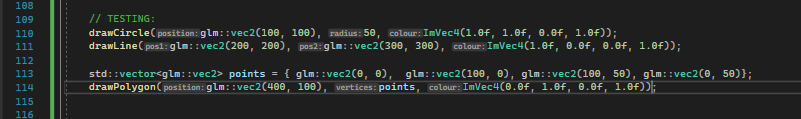 108
109 // TESTING:
110 drawCircle(position:glm::vec2(100, 100), radius:50, colour:ImVec4(1.0f, 1.0f, 0.0f, 1.0f));
111 drawLine(pos1:glm::vec2(200, 200), pos2:glm::vec2(300, 300), colour:ImVec4(1.0f, 0.0f, 0.0f, 1.0f));
112
113 std::vector<glm::vec2> points = { glm::vec2(0, 0),  glm::vec2(100, 0), glm::vec2(100, 50), glm::vec2(0, 50)};
114 drawPolygon(position:glm::vec2(400, 100), vertices:points, colour:ImVec4(0.0f, 1.0f, 0.0f, 1.0f));
115
116